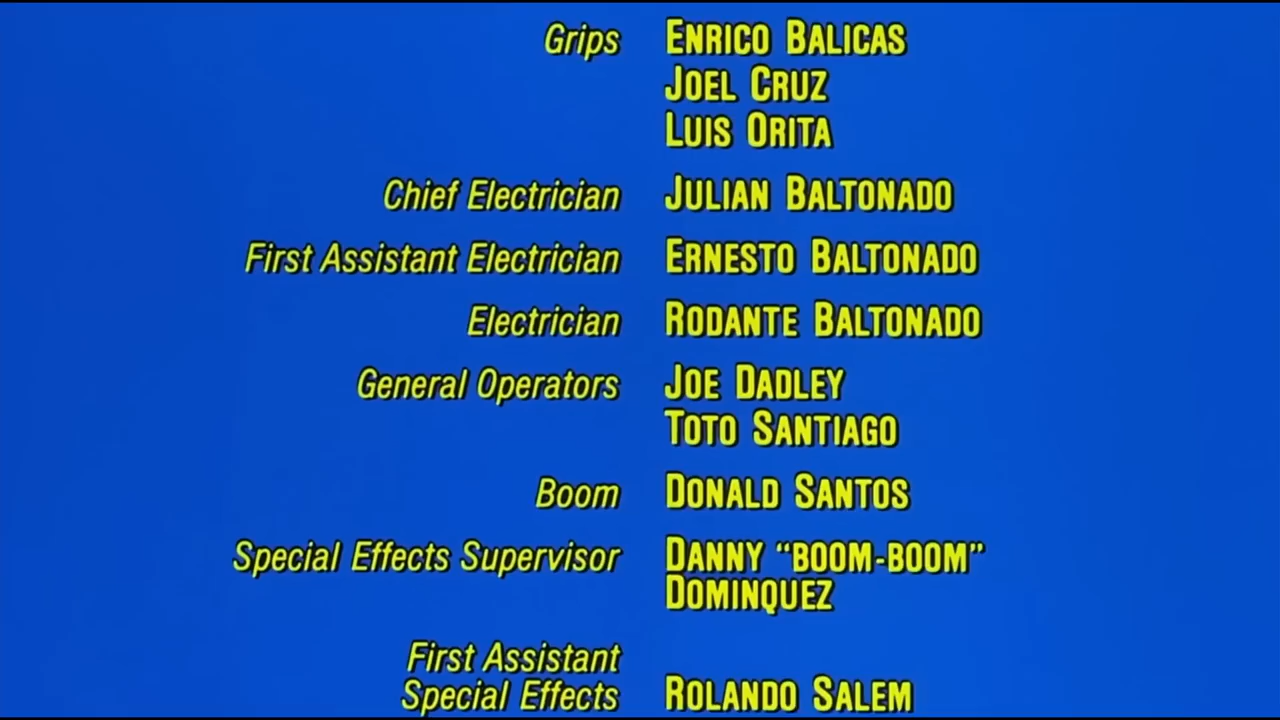 Grips ENRICO BALICAS
JOEL CRUZ
LUIS ORITA
Chief Electrician JULIAN BALTONADO
First Assistant Electrician ERNESTO BALTONADO
Electrician RODANTE BALTONADO
General Operators JOE DADLEY
TOTO SANTIAGO
Boom DONALD SANTOS
Special Effects Supervisor DANNY “BOOM-BOOM”
DOMINQUEZ
First Assistant
Special Effects ROLANDO SALEM